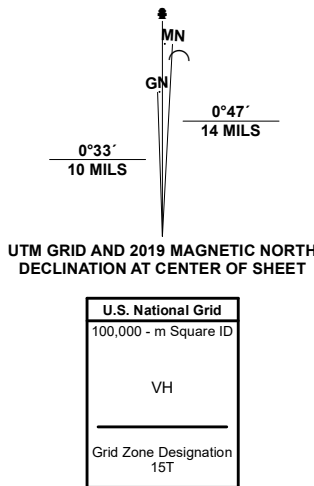 MN
GN
0°47´
14 MILS
0°33´
10 MILS
UTM GRID AND 2019 MAGNETIC NORTH
DECLINATION AT CENTER OF SHEET
U.S. National Grid
100,000 - m Square ID
VH
Grid Zone Designation
15T